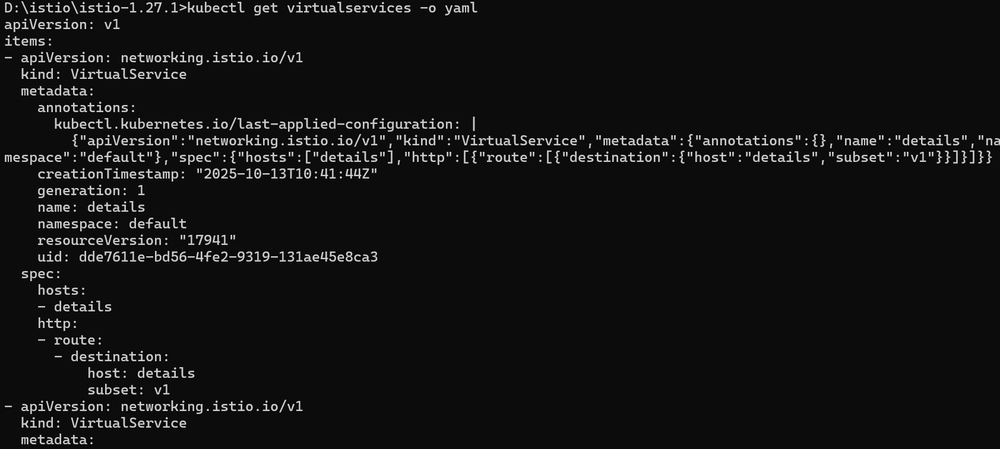 D:\istio\istio-1.27.1>kubectl get virtualservices -o yaml
apiVersion: v1
items:
- apiVersion: networking.istio.io/v1
  kind: VirtualService
  metadata:
    annotations:
      kubectl.kubernetes.io/last-applied-configuration: |
        {"apiVersion":"networking.istio.io/v1","kind":"VirtualService","metadata":{"annotations":{},"name":"details","na
mespace":"default"},"spec":{"hosts":["details"],"http":[{"route":[{"destination":{"host":"details","subset":"v1"}}]}]}}
    creationTimestamp: "2025-10-13T10:41:44Z"
    generation: 1
    name: details
    namespace: default
    resourceVersion: "17941"
    uid: dde7611e-bd56-4fe2-9319-131ae45e8ca3
  spec:
    hosts:
    - details
    http:
    - route:
      - destination:
          host: details
          subset: v1
- apiVersion: networking.istio.io/v1
  kind: VirtualService
  metadata: